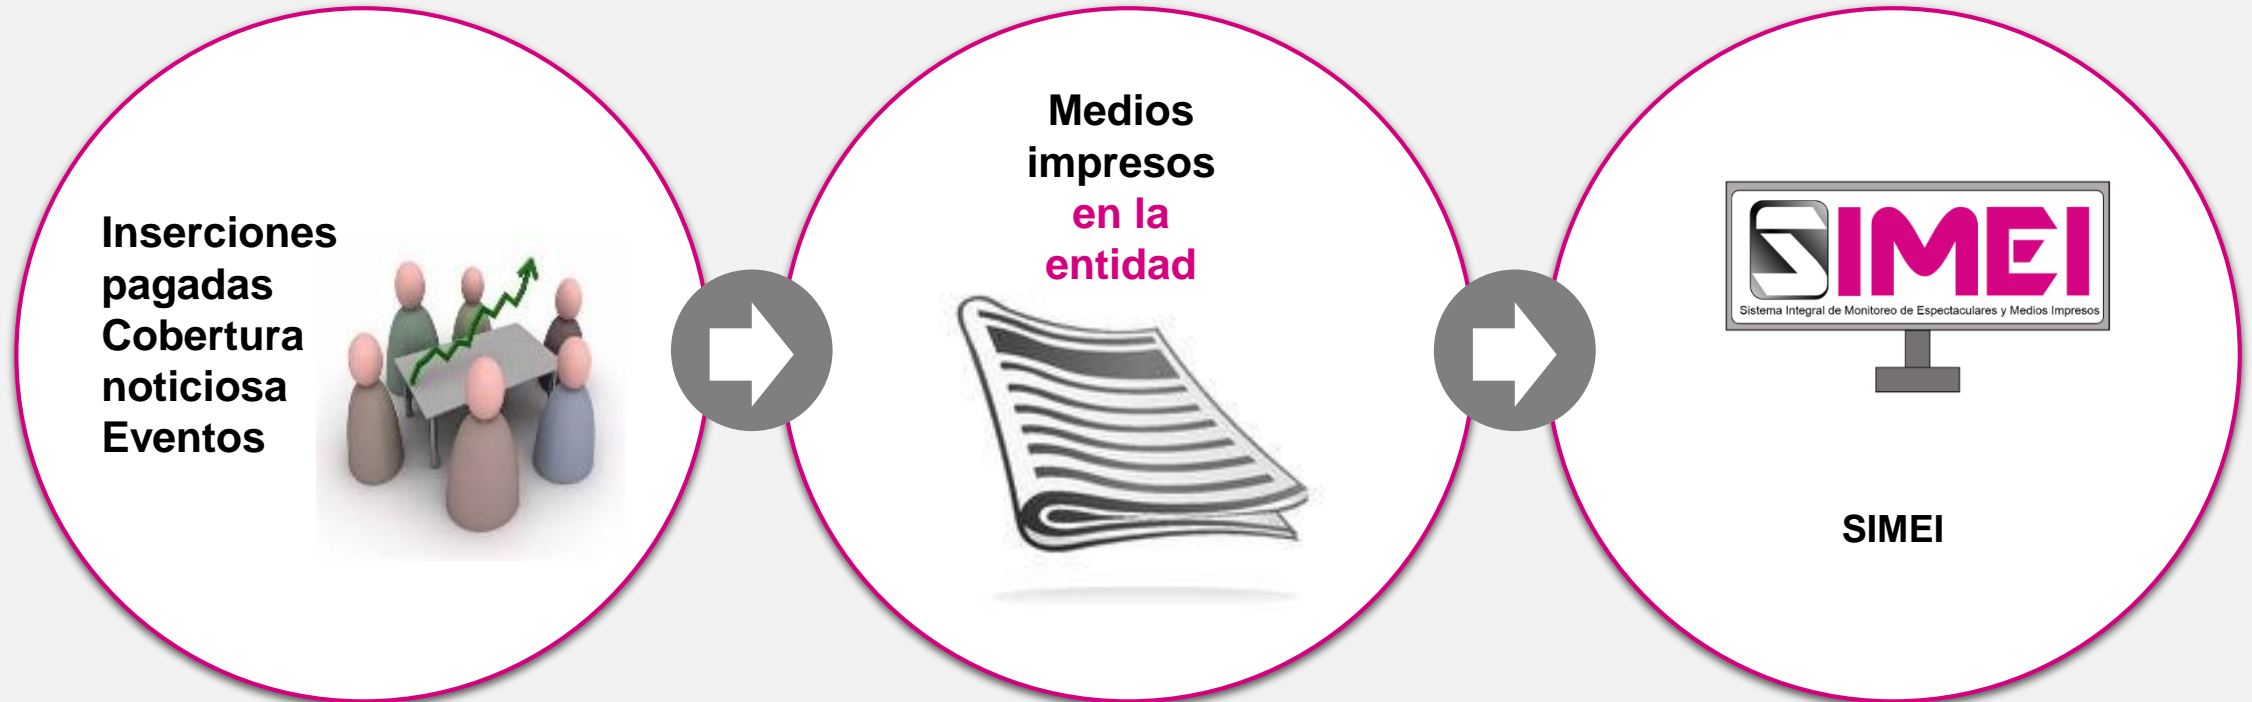 Inserciones
pagadas
Cobertura
noticiosa
Eventos
Medios
impresos
en la
entidad
SIMEI
Sistema Integral de Monitoreo de Espectaculares y Medios Impresos
SIMEI